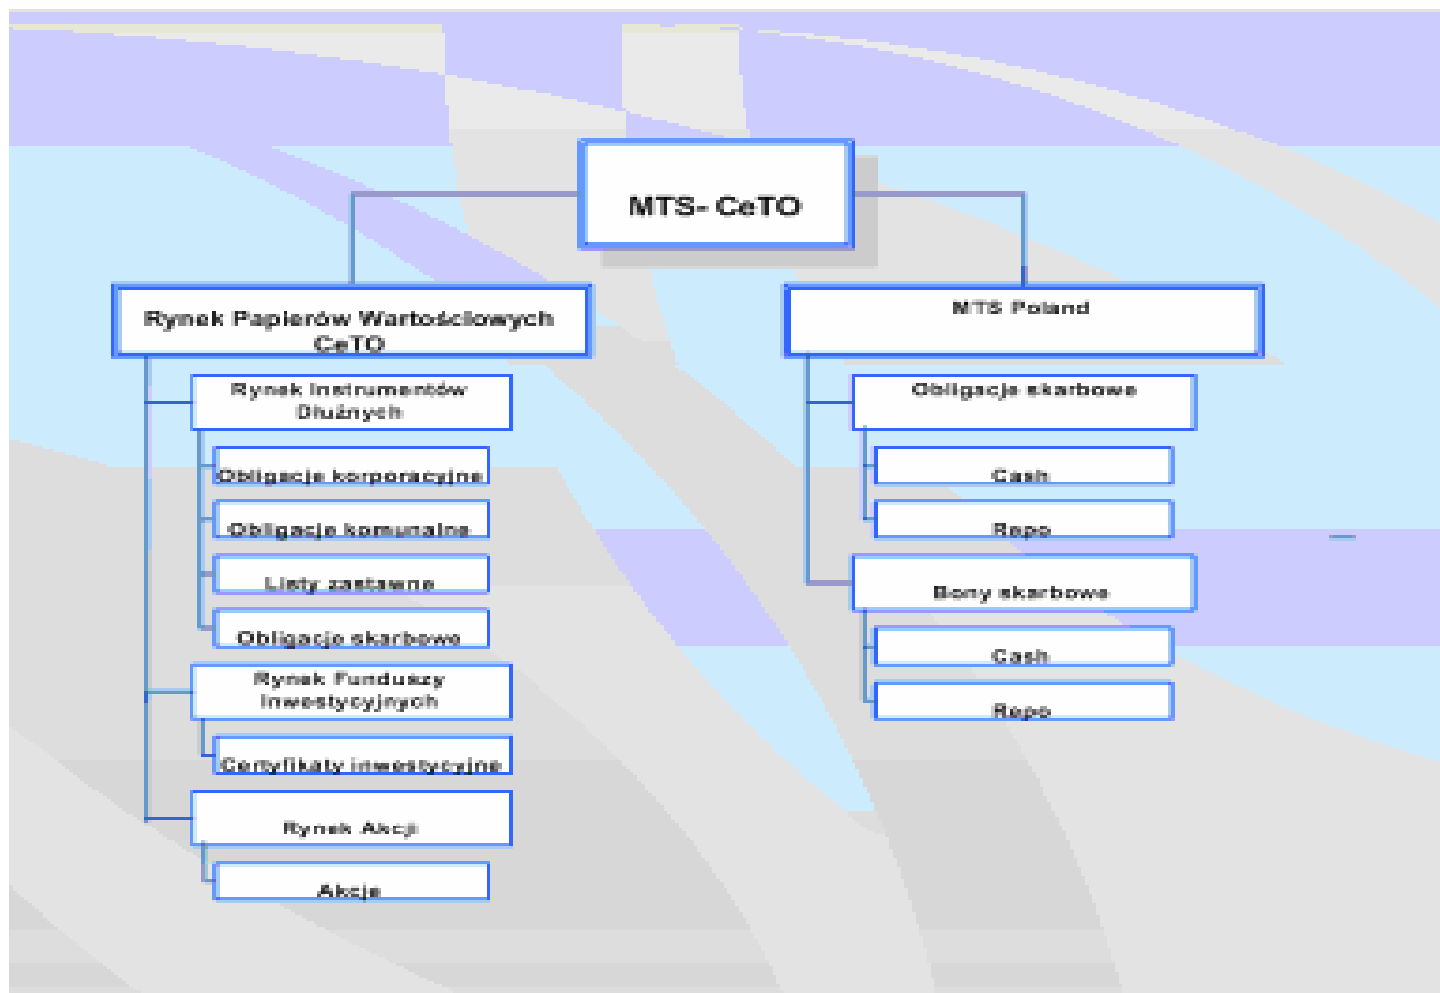 MTS- CeTO
Rynek Papierów Wartościowych
CeTO
Rynek Instrumentów
Dłużnych
Obligacje korporacyjne
Obligacje komunalne
Listy zastawne
Obligacje skarbowe
Rynek Funduszy
Inwestycyjnych
Certyfikaty inwestycyjne
Rynek Akcji
Akcje
MTS Poland
Obligacje skarbowe
Cash
Repo
Bony skarbowe
Cash
Repo